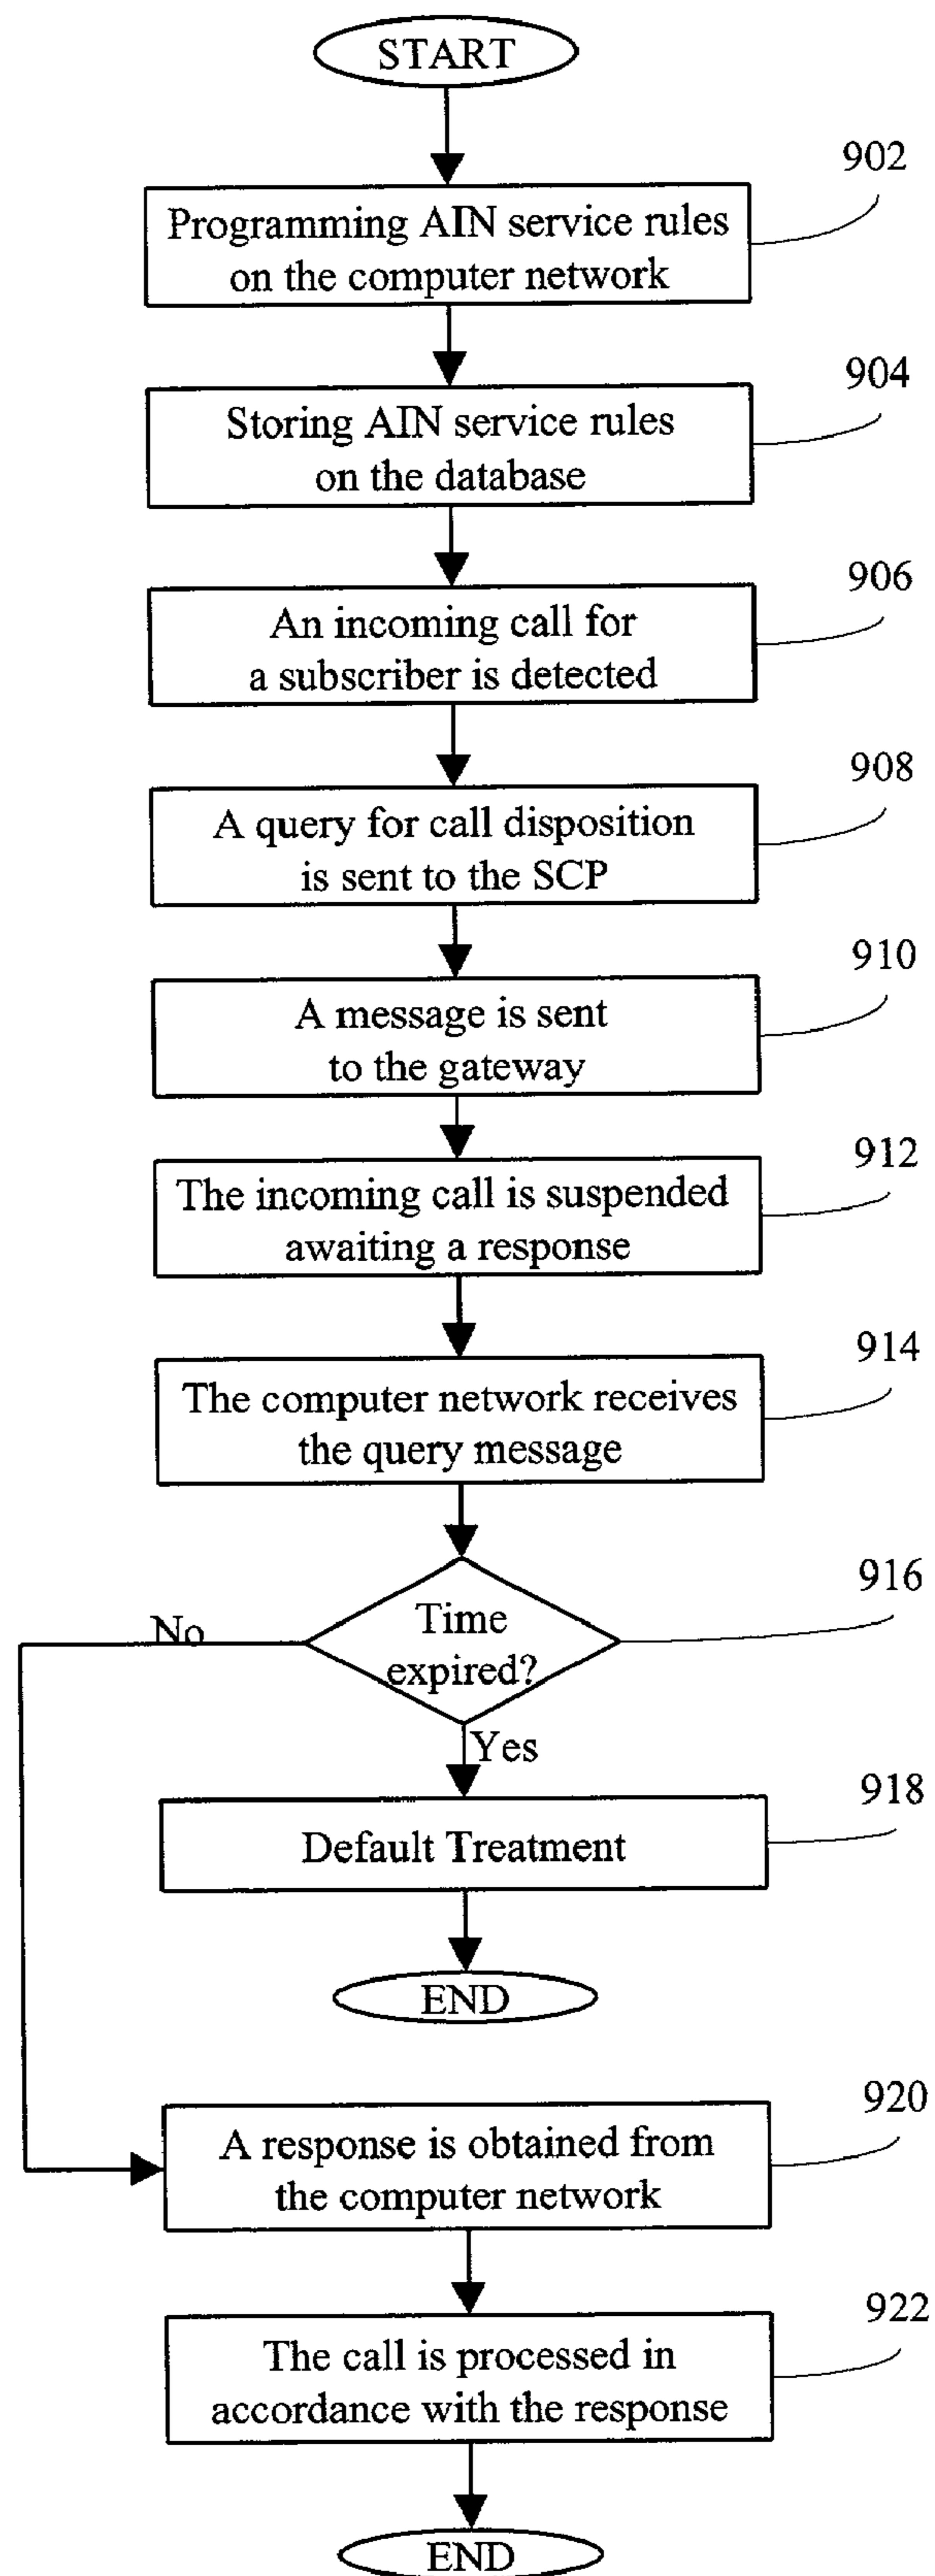 START
902
Programming AIN service rules
on the computer network
904
Storing AIN service rules
on the database
906
An incoming call for
a subscriber is detected
908
A query for call disposition
is sent to the SCP
910
A message is sent
to the gateway
912
The incoming call is suspended
awaiting a response
914
The computer network receives
the query message
916
Time
expired?
No
Yes
918
Default Treatment
END
920
A response is obtained from
the computer network
922
The call is processed in
accordance with the response
END